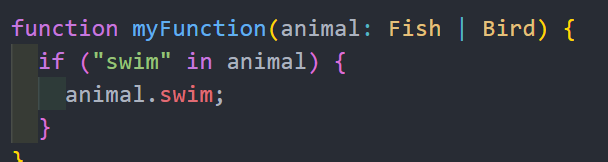 function myFunction(animal: Fish | Bird) {
  if ("swim" in animal) {
    animal.swim;
  }
}